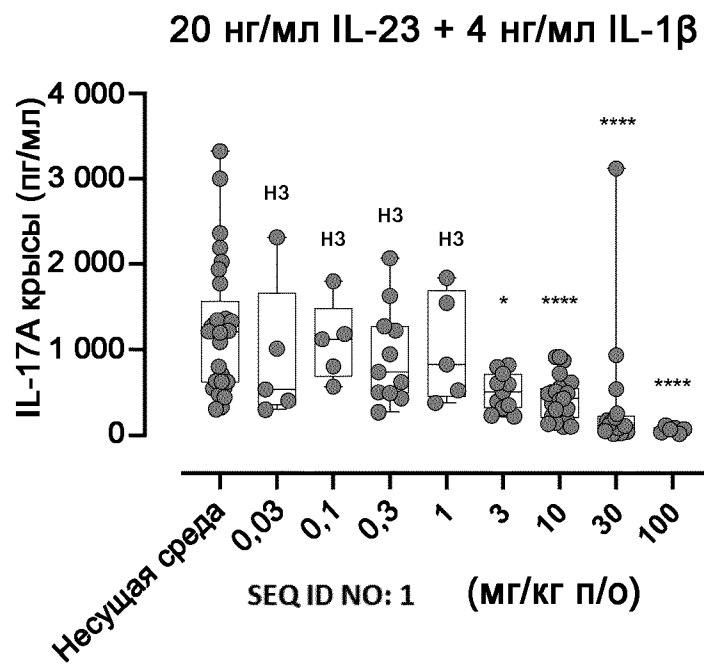 20 нг/мл IL-23 + 4 нг/мл IL-1β
IL-17A крысы (пг/мл)
4 000
3 000
2 000
1 000
0
НЗ
НЗ
НЗ
НЗ
*
****
****
****
Несущая среда
0,03
0,1
0,3
1
3
10
30
100
SEQ ID NO: 1 (мг/кг п/о)